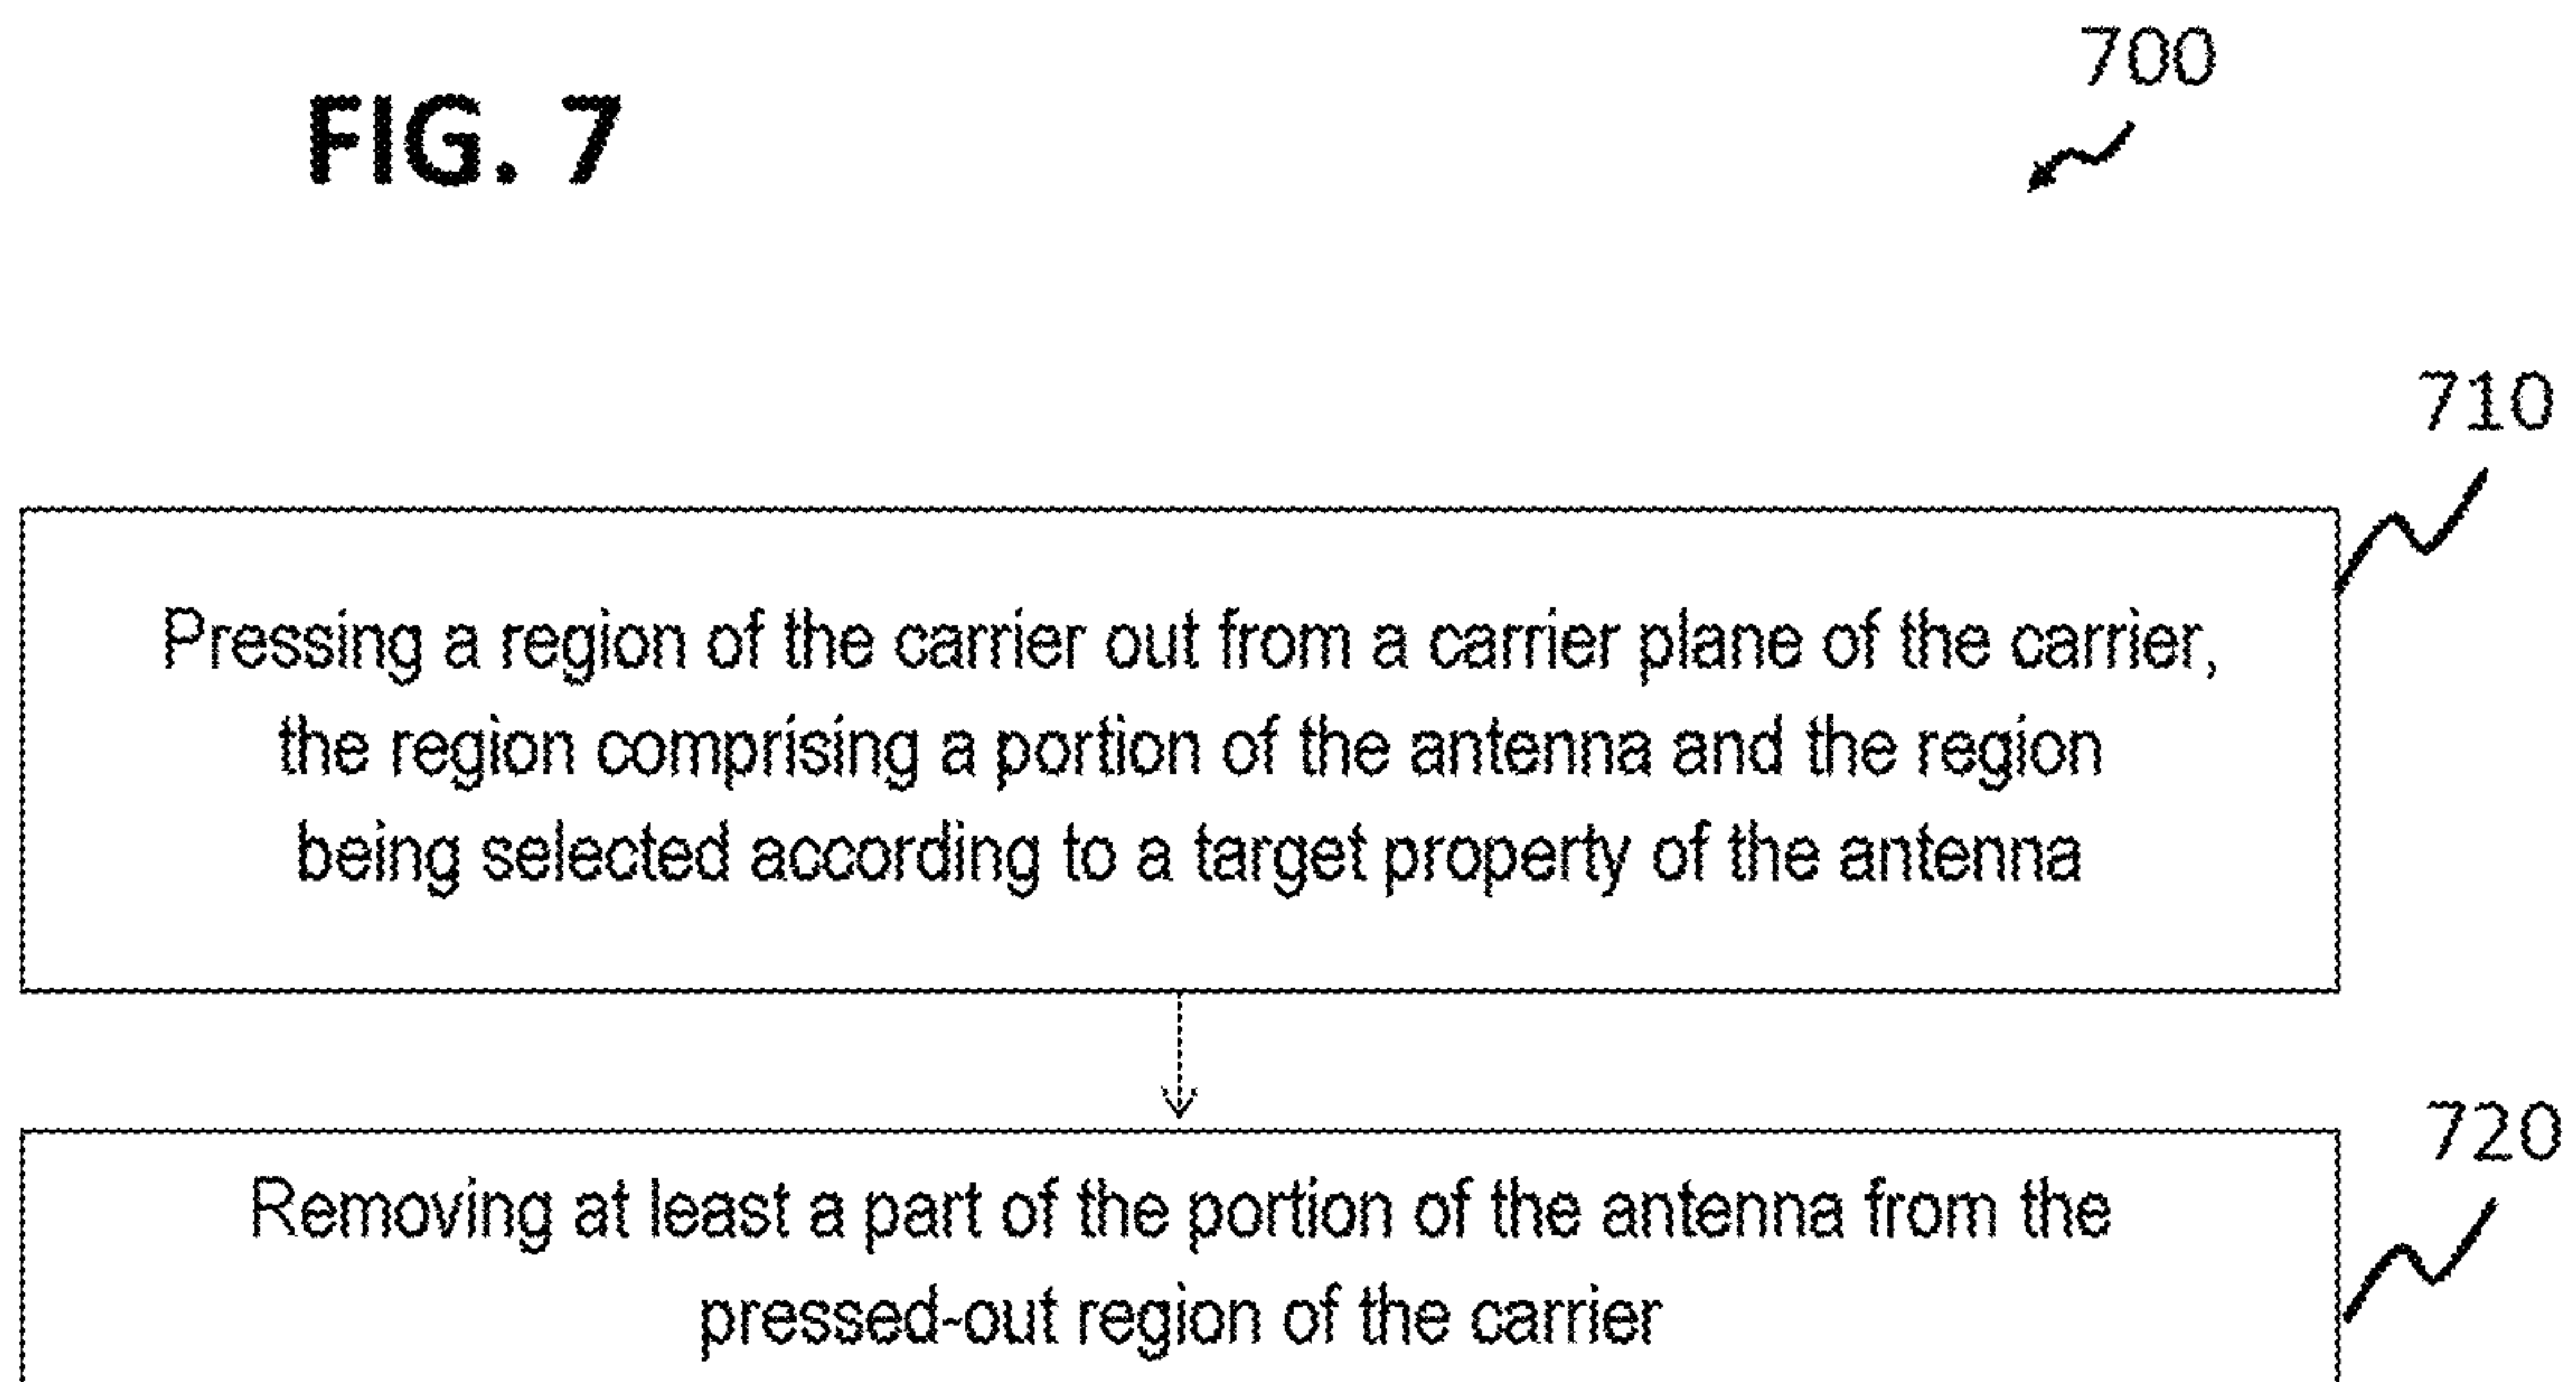 FIG. 7
700
710
Pressing a region of the carrier out from a carrier plane of the carrier,
the region comprising a portion of the antenna and the region
being selected according to a target property of the antenna
720
Removing at least a part of the portion of the antenna from the
pressed-out region of the carrier